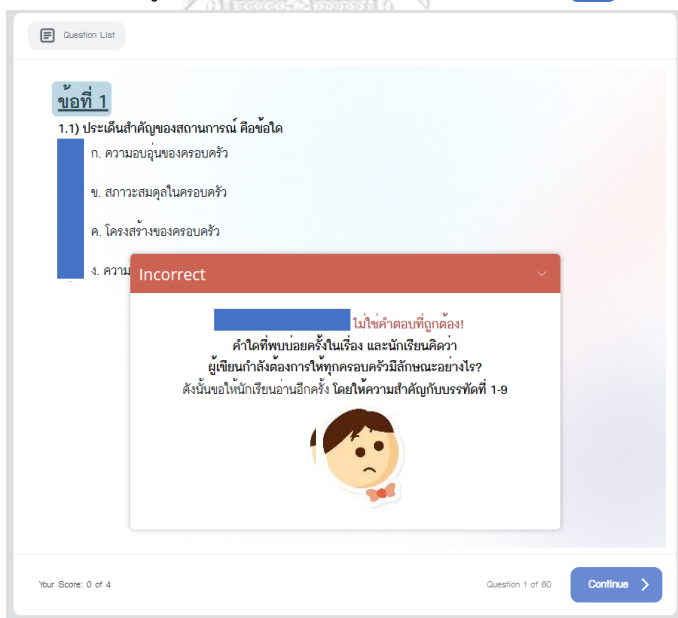 Question List
ข้อที่ 1
1.1) ประเด็นสำคัญของสถานการณ์ คือข้อใด
ก. ความอบอุ่นของครอบครัว
ข. สภาวะสมดุลในครอบครัว
ค. โครงสร้างของครอบครัว
ง. ความ
Incorrect
ไม่ใช่คำตอบที่ถูกต้อง!
คำใดที่พบบ่อยครั้งในเรื่อง และนักเรียนคิดว่า
ผู้เขียนกำลังต้องการให้ทุกครอบครัวมีลักษณะอย่างไร?
ดังนั้นขอให้นักเรียนอ่านอีกครั้ง โดยให้ความสำคัญกับบรรทัดที่ 1-9
Your Score: 0 of 4
Question 1 of 80
Continue